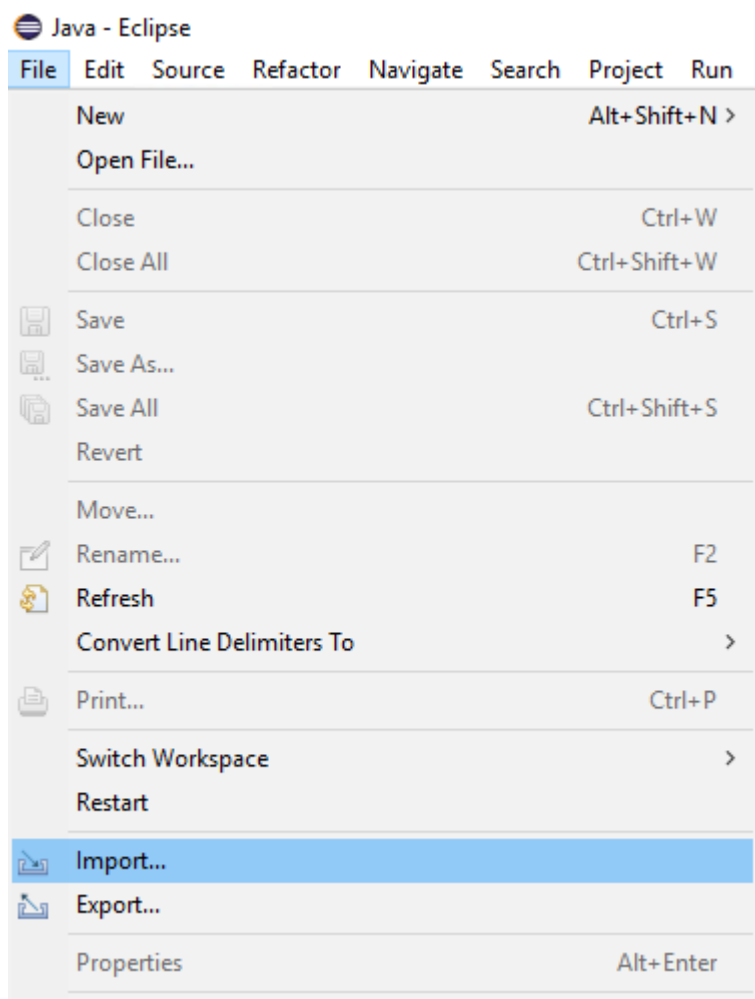 Java - Eclipse
File Edit Source Refactor Navigate Search Project Run
New Alt+Shift+N >
Open File...
Close Ctrl+W
Close All Ctrl+Shift+W
Save Ctrl+S
Save As...
Save All Ctrl+Shift+S
Revert
Move...
Rename... F2
Refresh F5
Convert Line Delimiters To >
Print... Ctrl+P
Switch Workspace >
Restart
Import...
Export...
Properties Alt+Enter